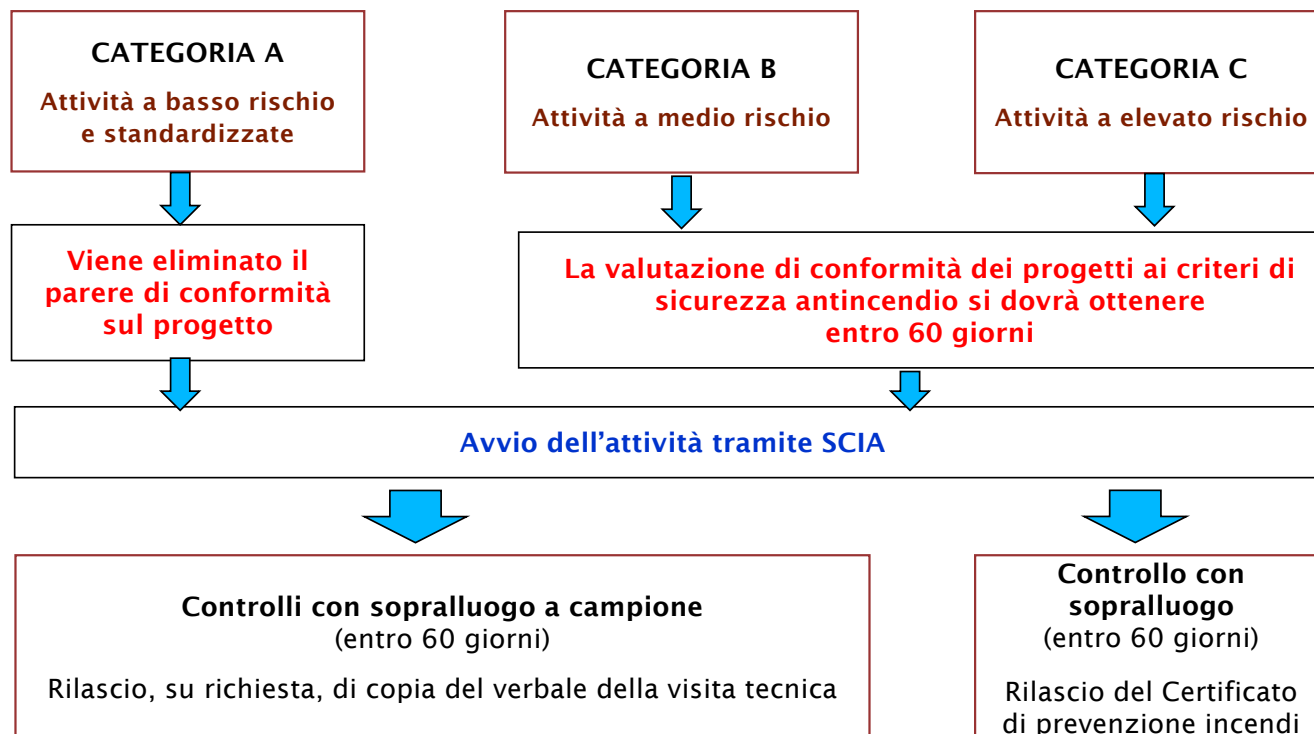 CATEGORIA A
Attività a basso rischio
e standardizzate
CATEGORIA B
Attività a medio rischio
CATEGORIA C
Attività a elevato rischio
Viene eliminato il
parere di conformità
sul progetto
La valutazione di conformità dei progetti ai criteri di
sicurezza antincendio si dovrà ottenere
entro 60 giorni
Avvio dell’attività tramite SCIA
Controlli con sopralluogo a campione
(entro 60 giorni)
Rilascio, su richiesta, di copia del verbale della visita tecnica
Controllo con
sopralluogo
(entro 60 giorni)
Rilascio del Certificato
di prevenzione incendi